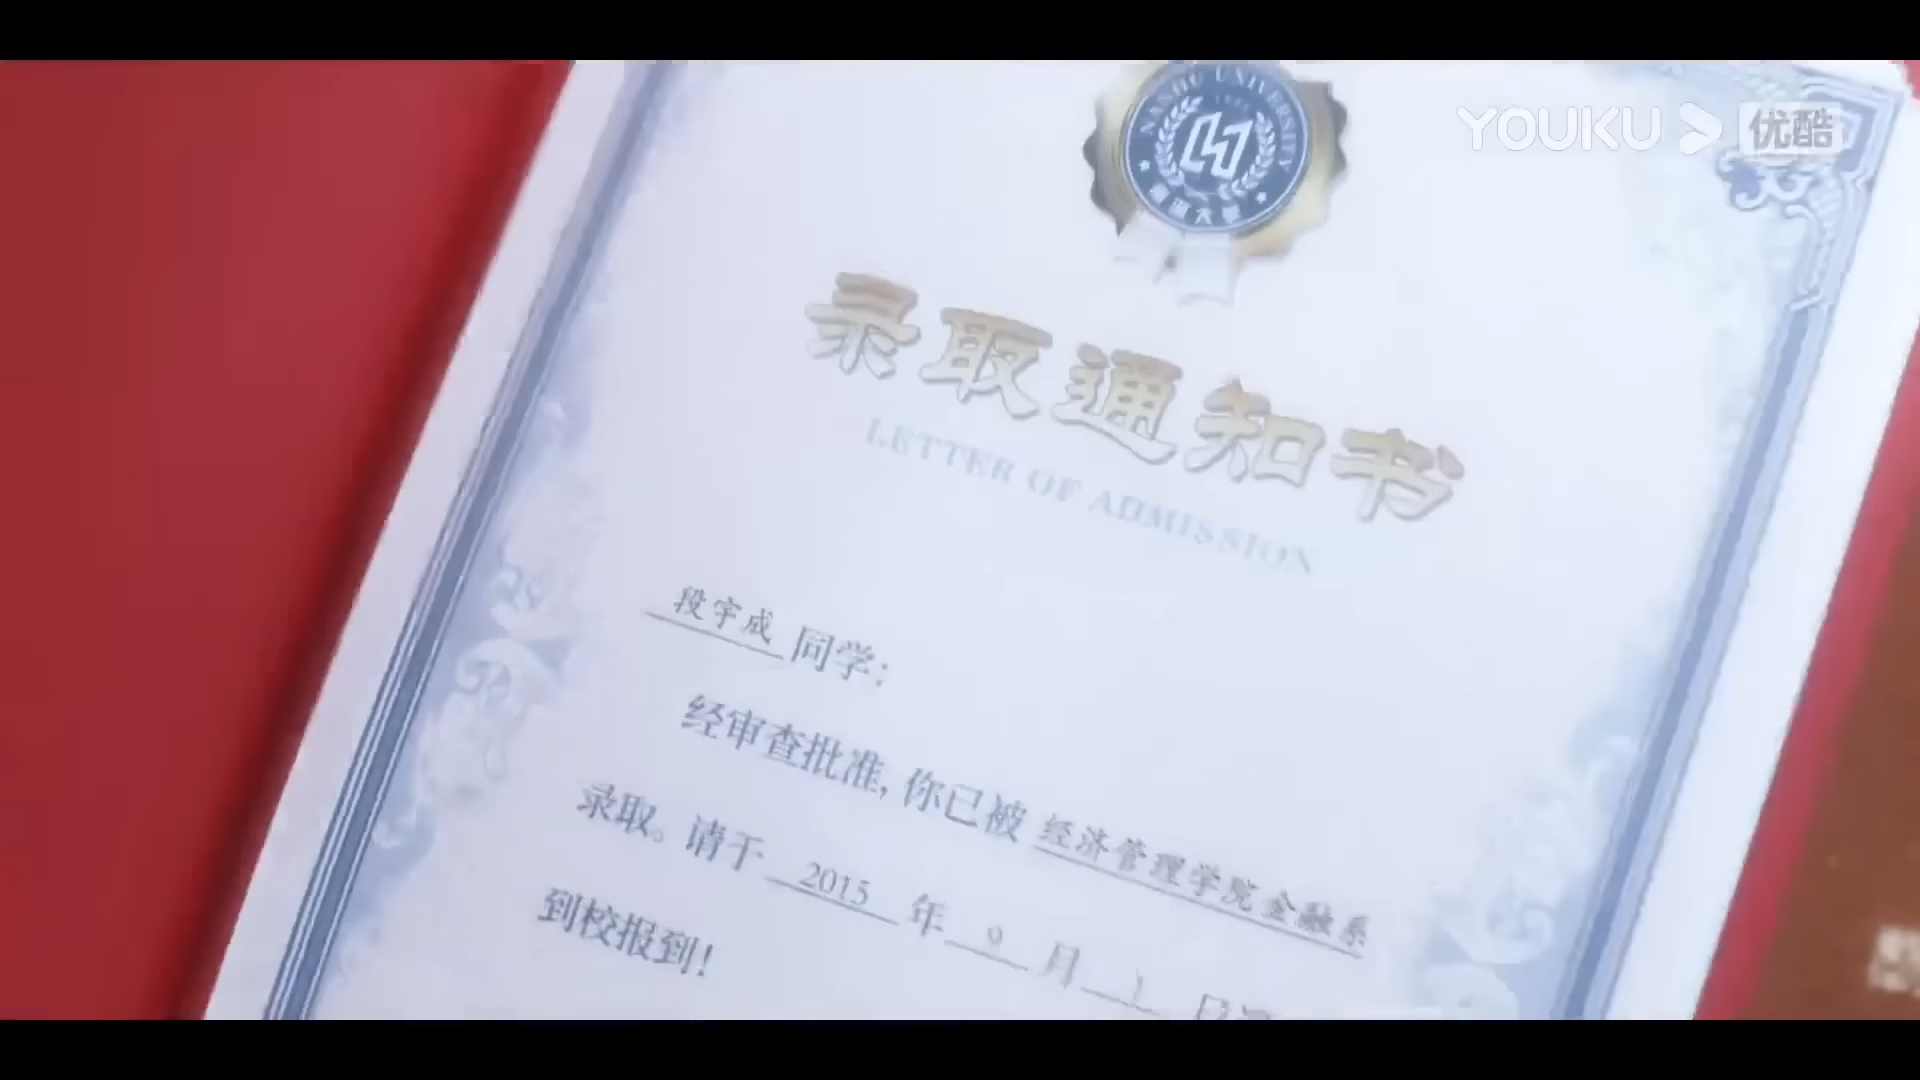 YOUKU 优酷
NANHU UNIVERSITY
录取通知书
LETTER OF ADMISSION
段宇成 同学:
经审查批准,你已被 经济管理学院金融系
录取。请于 2015 年 9 月 1 日
到校报到!